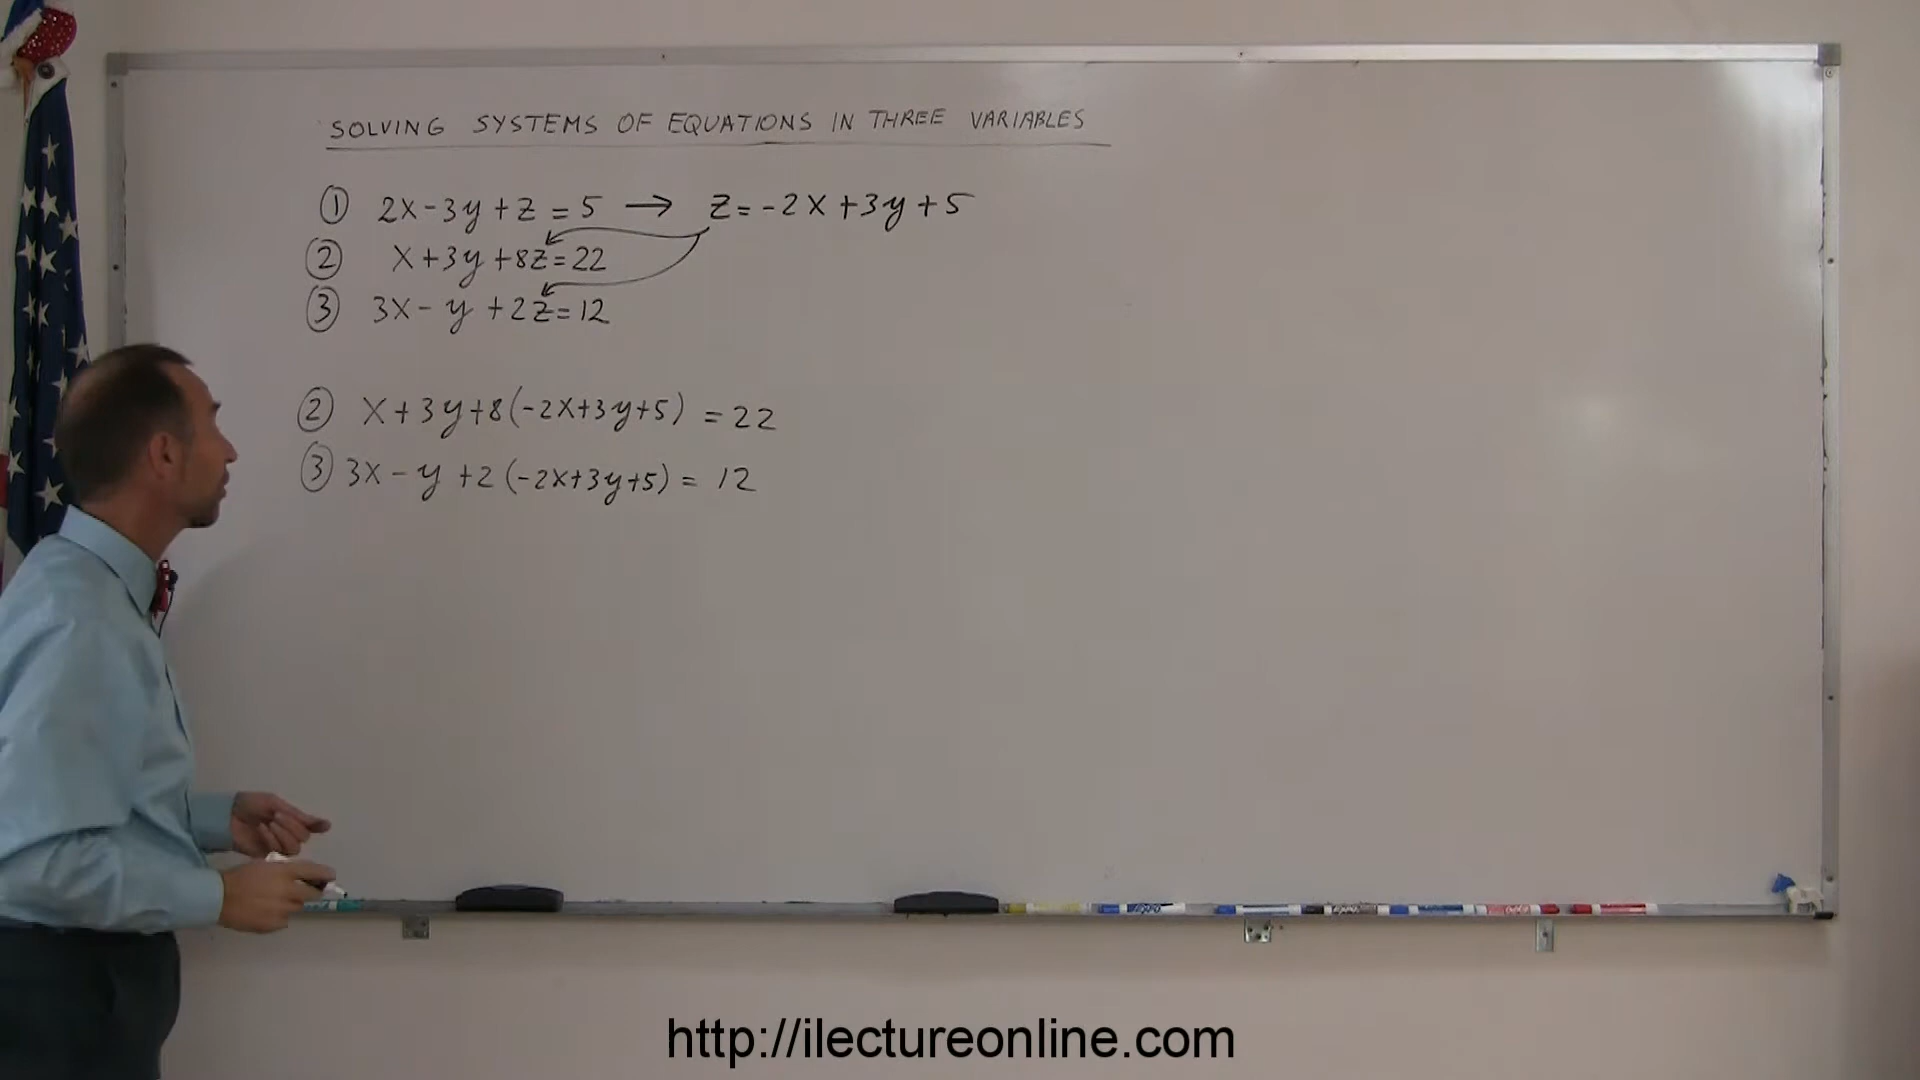 SOLVING SYSTEMS OF EQUATIONS IN THREE VARIABLES
① 2x-3y+z=5 → z=-2x+3y+5
② x+3y+8z=22
③ 3x-y+2z=12
② x+3y+8(-2x+3y+5)=22
③ 3x-y+2(-2x+3y+5)=12
EXPO
http://ilectureonline.com